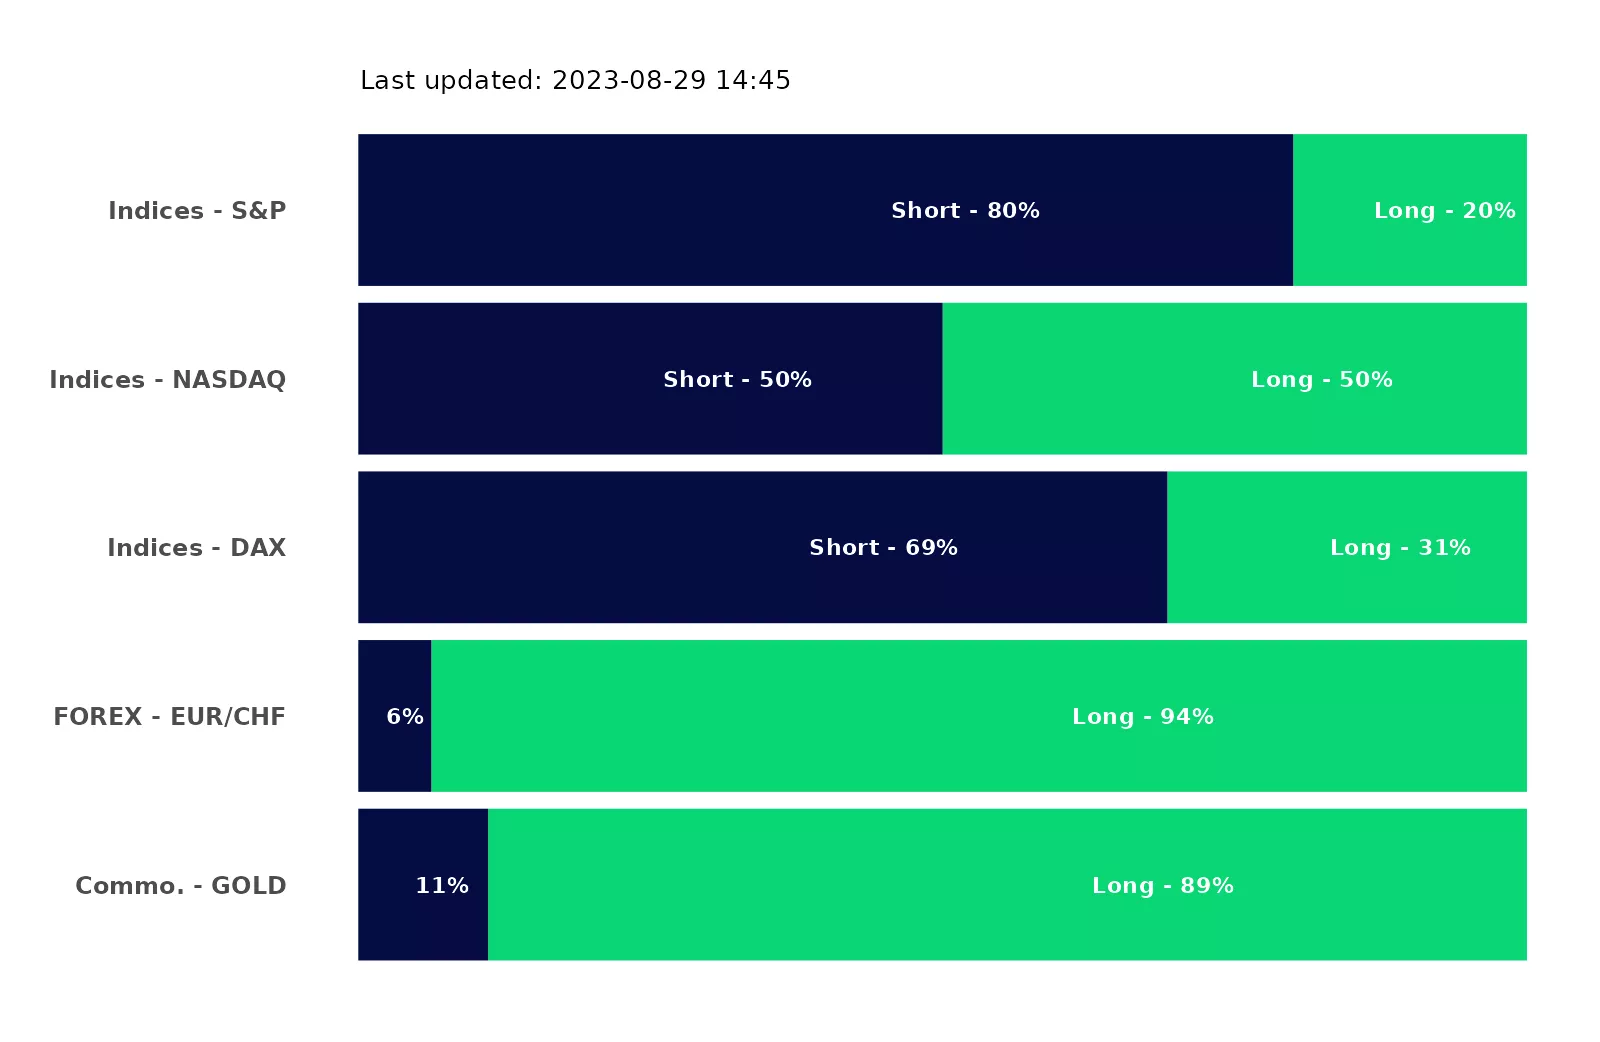 Last updated: 2023-08-29 14:45
Indices - S&P Short - 80% Long - 20%
Indices - NASDAQ Short - 50% Long - 50%
Indices - DAX Short - 69% Long - 31%
FOREX - EUR/CHF 6% Long - 94%
Commo. - GOLD 11% Long - 89%